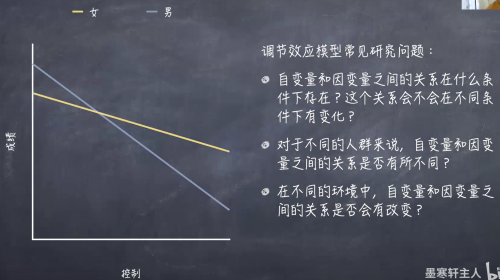 女 男
调节效应模型常见研究问题：
自变量和因变量之间的关系在什么条
件下存在？这个关系会不会在不同条
件下有变化？
对于不同的人群来说，自变量和因变
量之间的关系是否有所不同？
在不同的环境中，自变量和因变量之
间的关系是否会有改变？
成绩
控制
墨寒轩主人